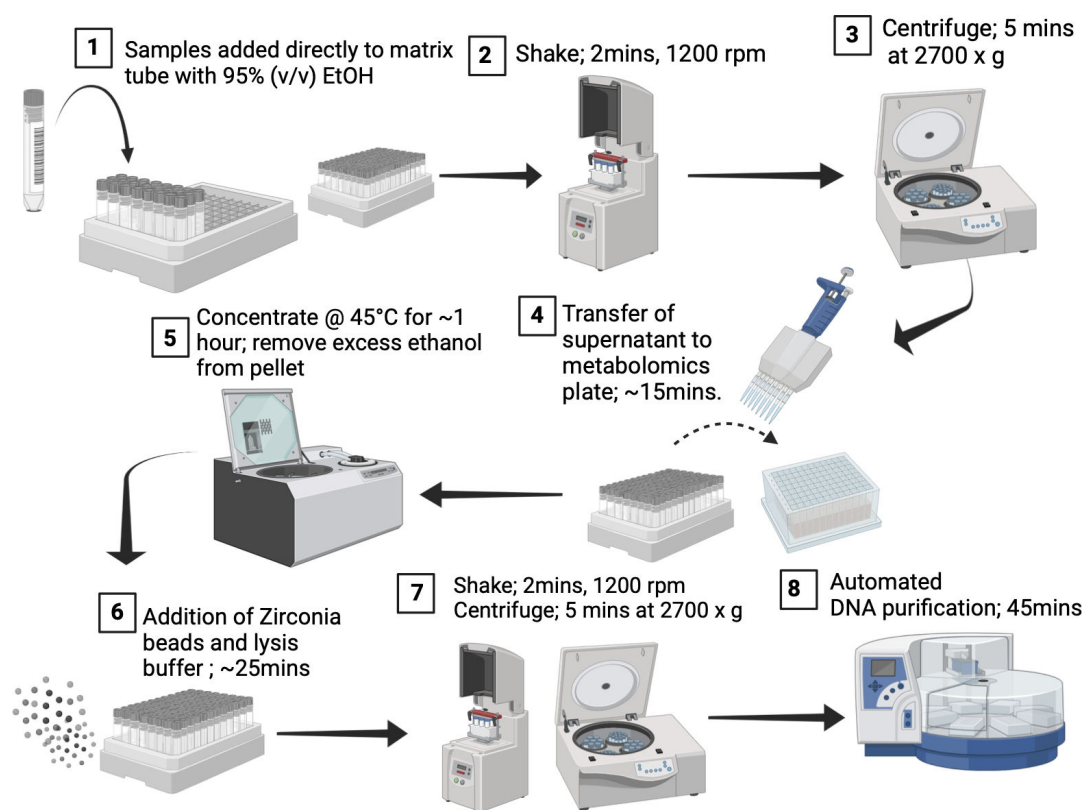 1
Samples added directly to matrix
tube with 95% (v/v) EtOH
2
Shake; 2mins, 1200 rpm
3
Centrifuge; 5 mins
at 2700 x g
4
Transfer of
supernatant to
metabolomics
plate; ~15mins.
5
Concentrate @ 45°C for ~1
hour; remove excess ethanol
from pellet
6
Addition of Zirconia
beads and lysis
buffer ; ~25mins
7
Shake; 2mins, 1200 rpm
Centrifuge; 5 mins at 2700 x g
8
Automated
DNA purification; 45mins